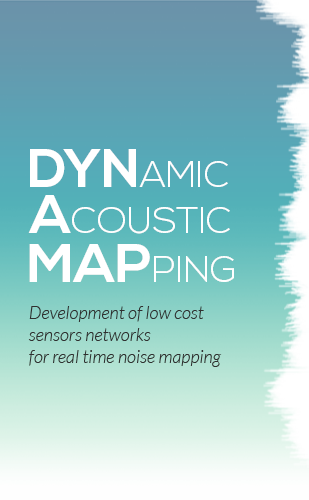 DYNAMIC
ACOUSTIC
MAPPING
Development of low cost
sensors networks
for real time noise mapping